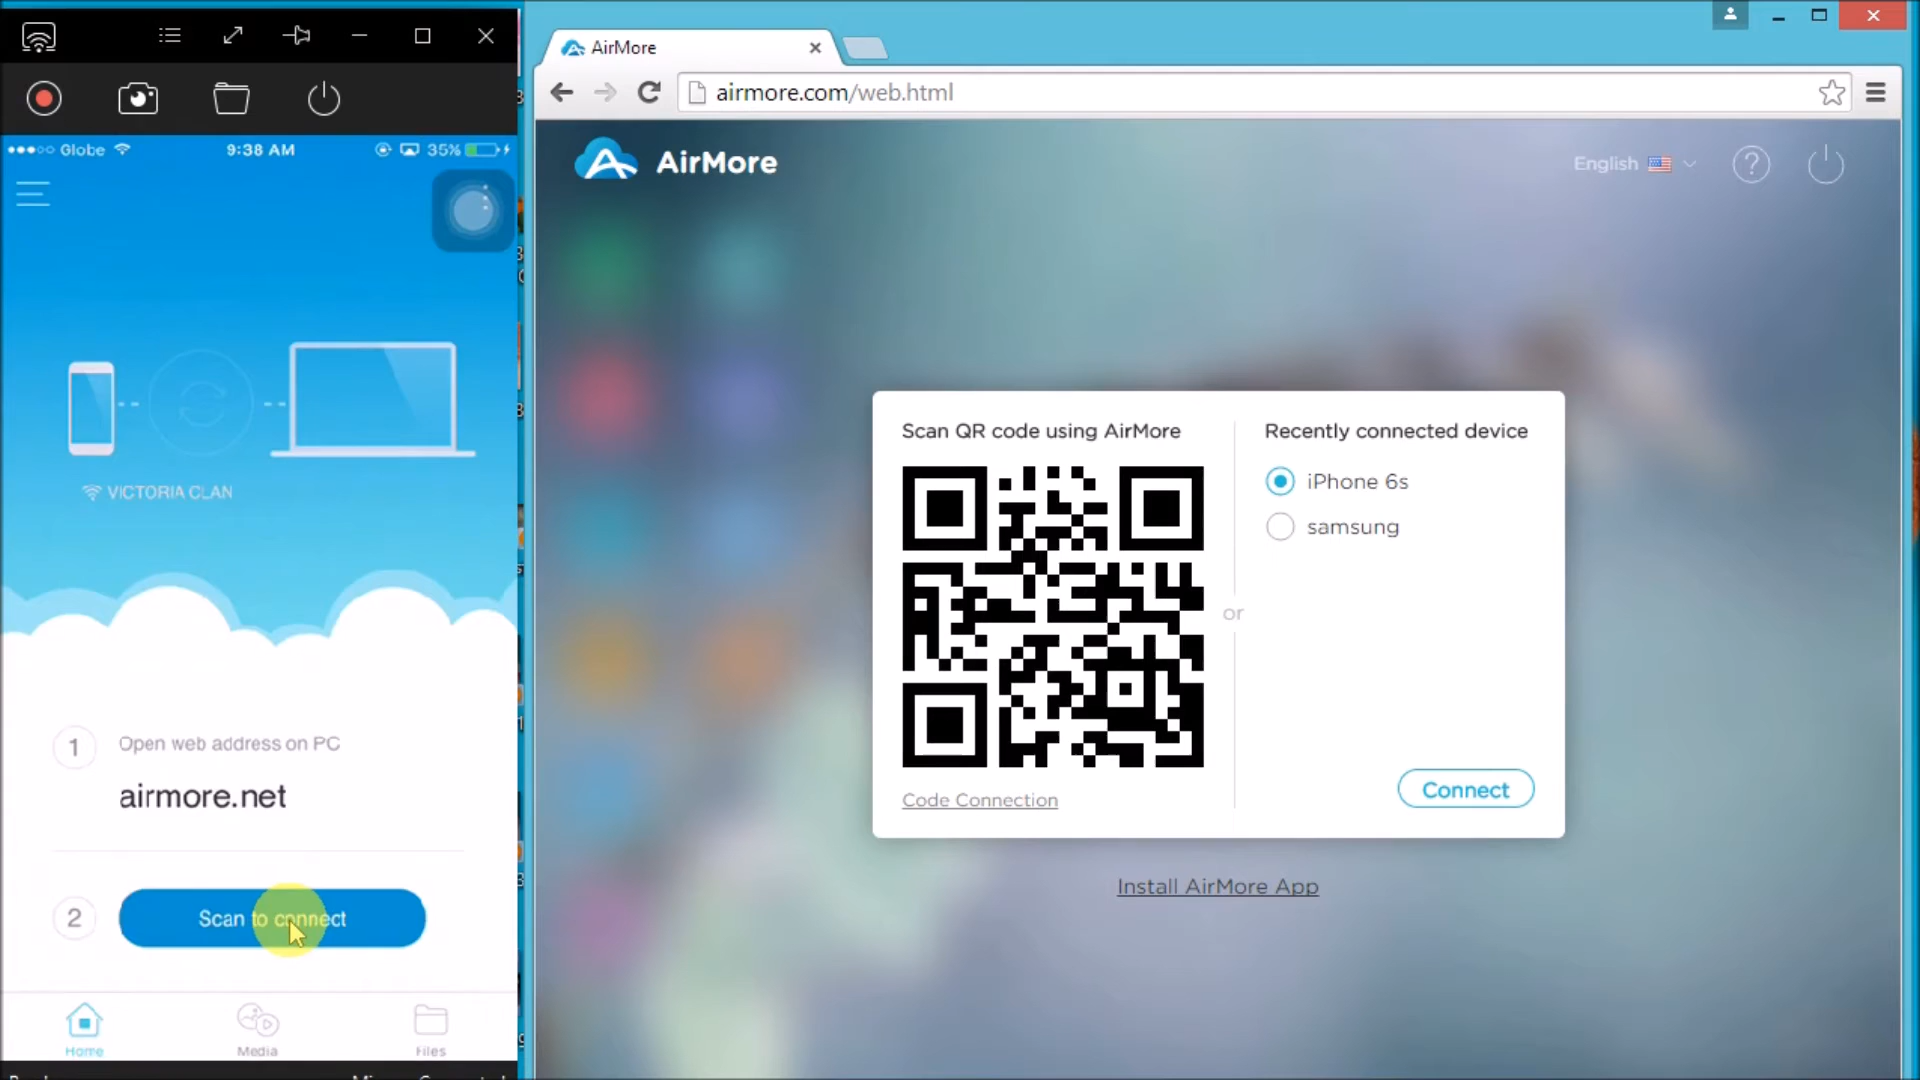 Globe 9:38 AM 35%
VICTORIA CLAN
1 Open web address on PC
airmore.net
2 Scan to connect
Home Media Files
AirMore
airmore.com/web.html
AirMore
English ?
Scan QR code using AirMore
Code Connection
or
Recently connected device
iPhone 6s
samsung
Connect
Install AirMore App